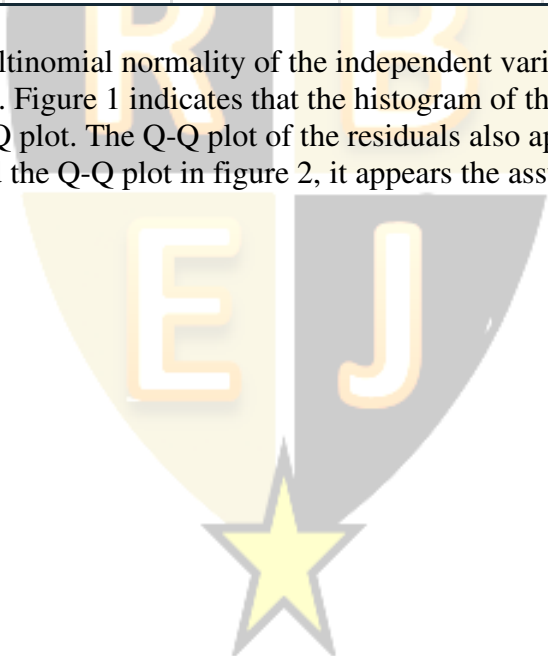 R B
ltinomial normality of the independent vari
. Figure 1 indicates that the histogram of th
Q plot. The Q-Q plot of the residuals also ap
the Q-Q plot in figure 2, it appears the ass
E J